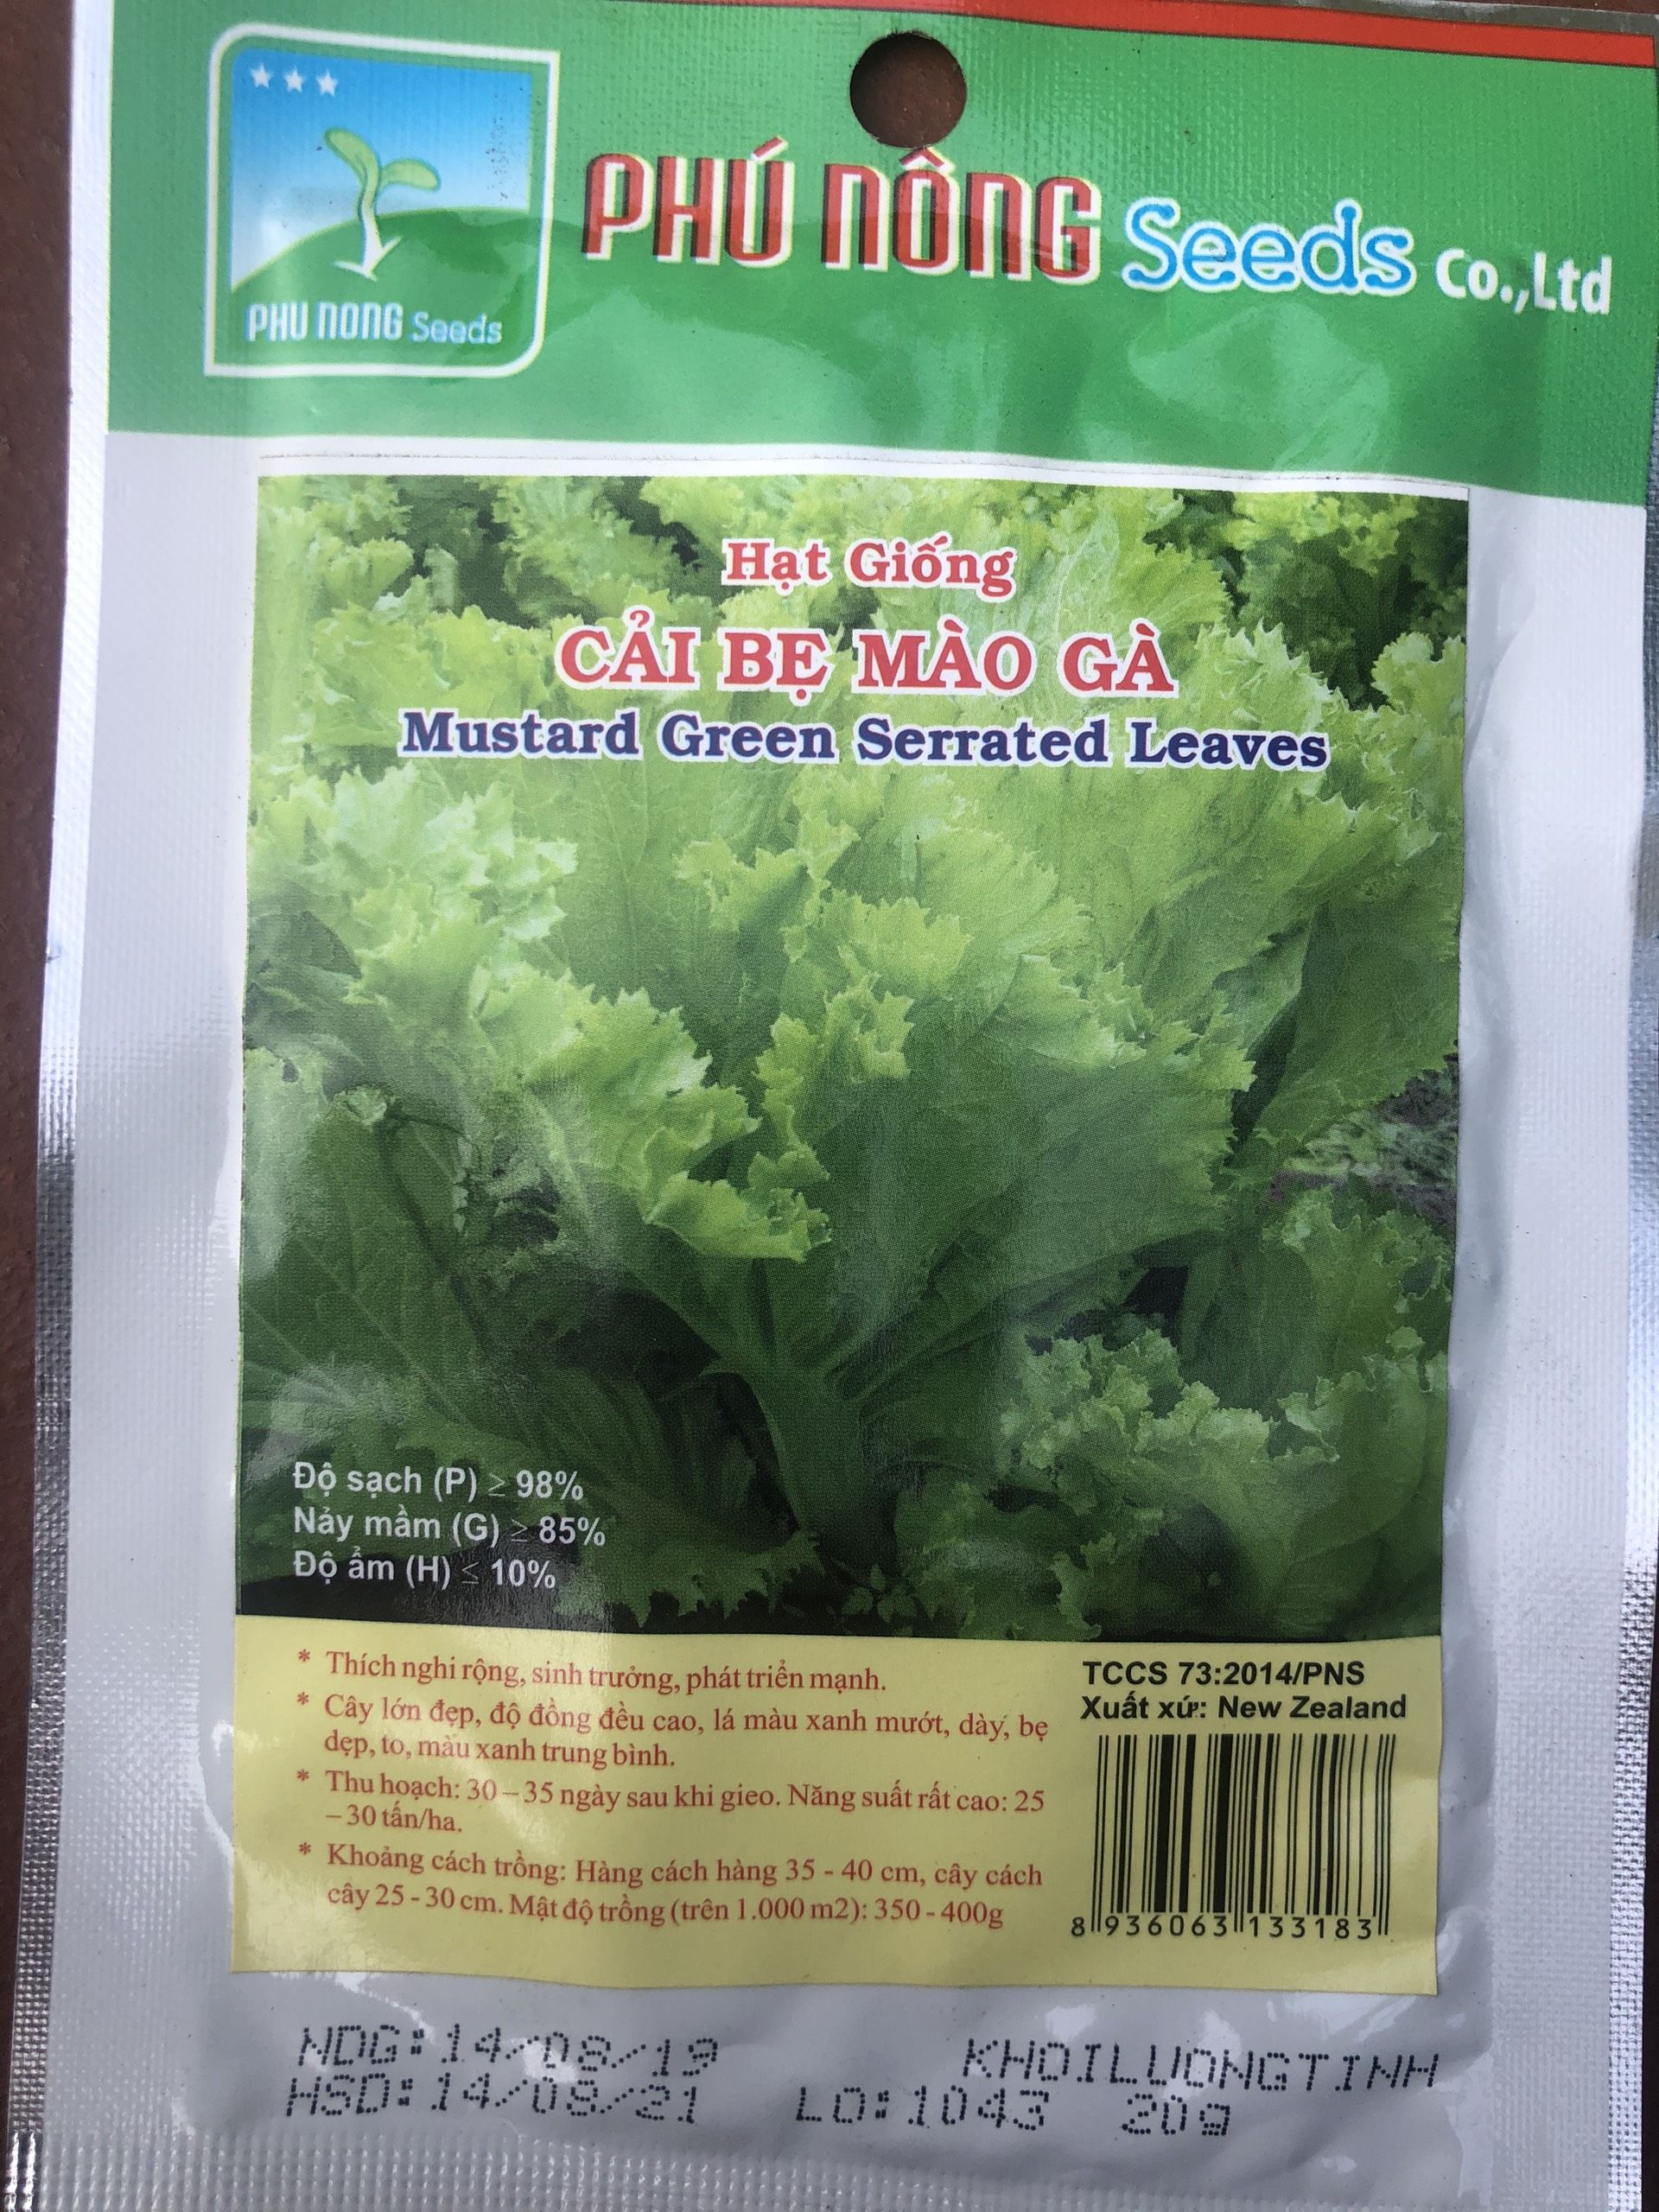 PHÚ NÔNG Seeds Co.,Ltd
PHU NONG Seeds
Hạt Giống
CẢI BẸ MÀO GÀ
Mustard Green Serrated Leaves
Độ sạch (P) ≥ 98%
Nảy mầm (G) ≥ 85%
Độ ẩm (H) ≤ 10%
* Thích nghi rộng, sinh trưởng, phát triển mạnh.
* Cây lớn đẹp, độ đồng đều cao, lá màu xanh mướt, dày, bẹ
dẹp, to, màu xanh trung bình.
* Thu hoạch: 30 – 35 ngày sau khi gieo. Năng suất rất cao: 25
– 30 tấn/ha.
* Khoảng cách trồng: Hàng cách hàng 35 - 40 cm, cây cách
cây 25 - 30 cm. Mật độ trồng (trên 1.000 m2): 350 - 400g
TCCS 73:2014/PNS
Xuất xứ: New Zealand
8 936063 133183
NDG:14/08/19
HSD:14/08/21
LO:1043
KHOILUONGTINH
20g